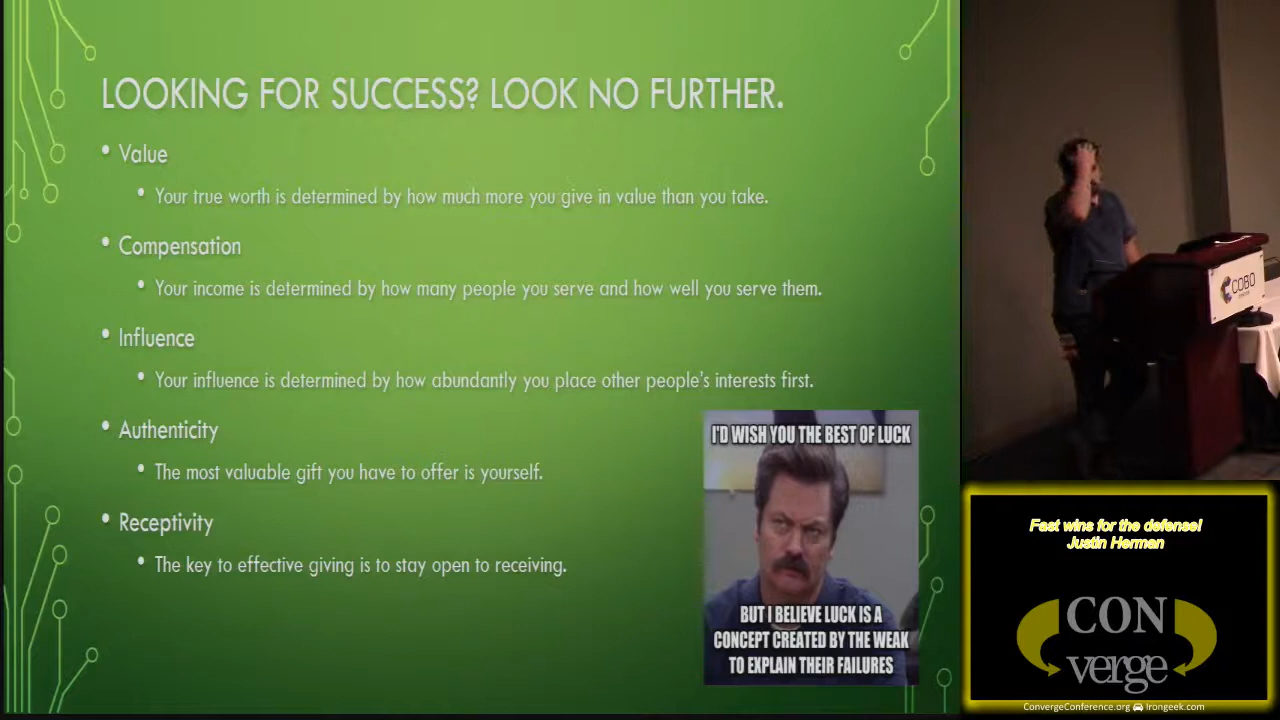 LOOKING FOR SUCCESS? LOOK NO FURTHER.
• Value
• Your true worth is determined by how much more you give in value than you take.
• Compensation
• Your income is determined by how many people you serve and how well you serve them.
• Influence
• Your influence is determined by how abundantly you place other people's interests first.
• Authenticity
• The most valuable gift you have to offer is yourself.
• Receptivity
• The key to effective giving is to stay open to receiving.
I'D WISH YOU THE BEST OF LUCK
BUT I BELIEVE LUCK IS A
CONCEPT CREATED BY THE WEAK
TO EXPLAIN THEIR FAILURES
COBO
Fast wins for the defense!
Justin Herman
CON
verge
ConvergeConference.org Irongeek.com